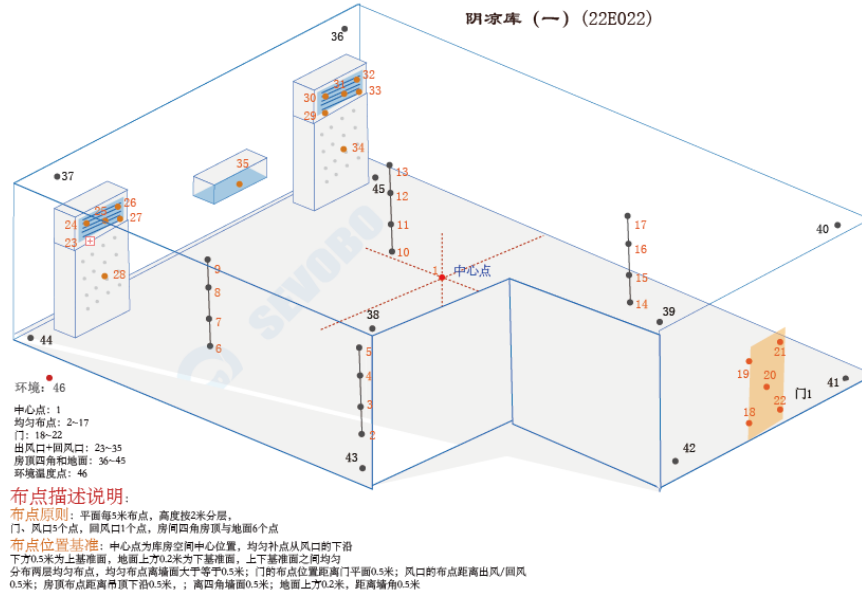 阴凉库 (一) (22E022)
36
32
31
30
33
29
34
13
35
45
37
12
26
25
24
27
17
40
11
23
16
10
9
1
中心点
28
15
8
14
38
39
7
44
6
5
21
19
4
20
环境：46
门1
41
3
22
中心点：1
18
均匀布点：2~17
2
门：18~22
42
出风口+回风口：23~35
43
房顶四角和地面：36~45
环境温度点：46
SEVOBO
布点描述说明：
布点原则：平面每5米布点，高度按2米分层，
门、风口5个点，回风口1个点，房间四角房顶与地面6个点
布点位置基准：中心点为库房空间中心位置，均匀补点从风口的下沿
下方0.5米为上基准面，地面上方0.2米为下基准面，上下基准面之间均匀
分布两层均匀布点，均匀布点离墙面大于等于0.5米；门的布点位置距离门平面0.5米；风口的布点距离出风/回风
0.5米；房顶布点距离吊顶下沿0.5米，；离四角墙面0.5米；地面上方0.2米，距离墙角0.5米